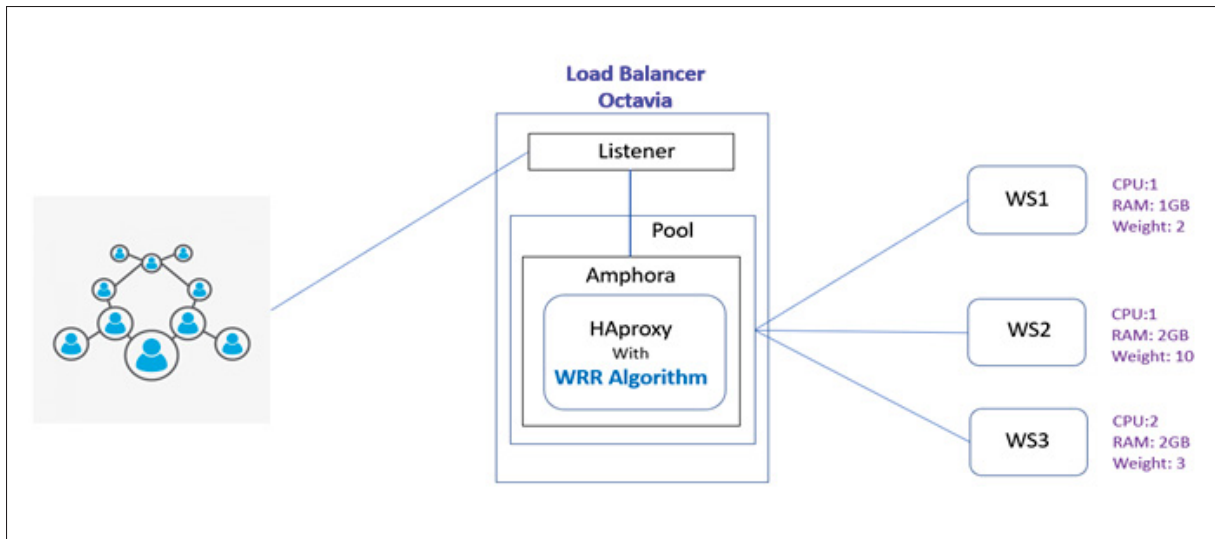 Load Balancer
Octavia
Listener
Pool
Amphora
HAproxy
With
WRR Algorithm
WS1
CPU:1
RAM: 1GB
Weight: 2
WS2
CPU:1
RAM: 2GB
Weight: 10
WS3
CPU:2
RAM: 2GB
Weight: 3